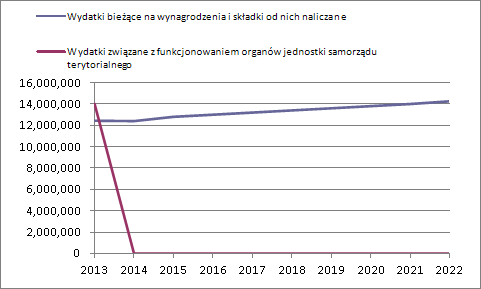 Wydatki bieżące na wynagrodzenia i składki od nich naliczane
Wydatki związane z funkcjonowaniem organów jednostki samorządu
terytorialnego
16,000,000
14,000,000
12,000,000
10,000,000
8,000,000
6,000,000
4,000,000
2,000,000
0
2013 2014 2015 2016 2017 2018 2019 2020 2021 2022